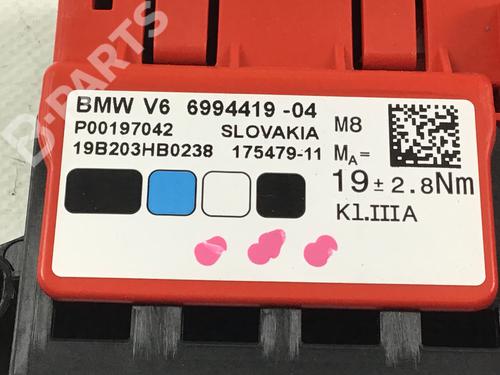 B-PARTS
BMW V6 6994419 -04
P00197042 SLOVAKIA M8
19B203HB0238 175479-11 MA=
19 ± 2.8Nm
Kl.IIIA